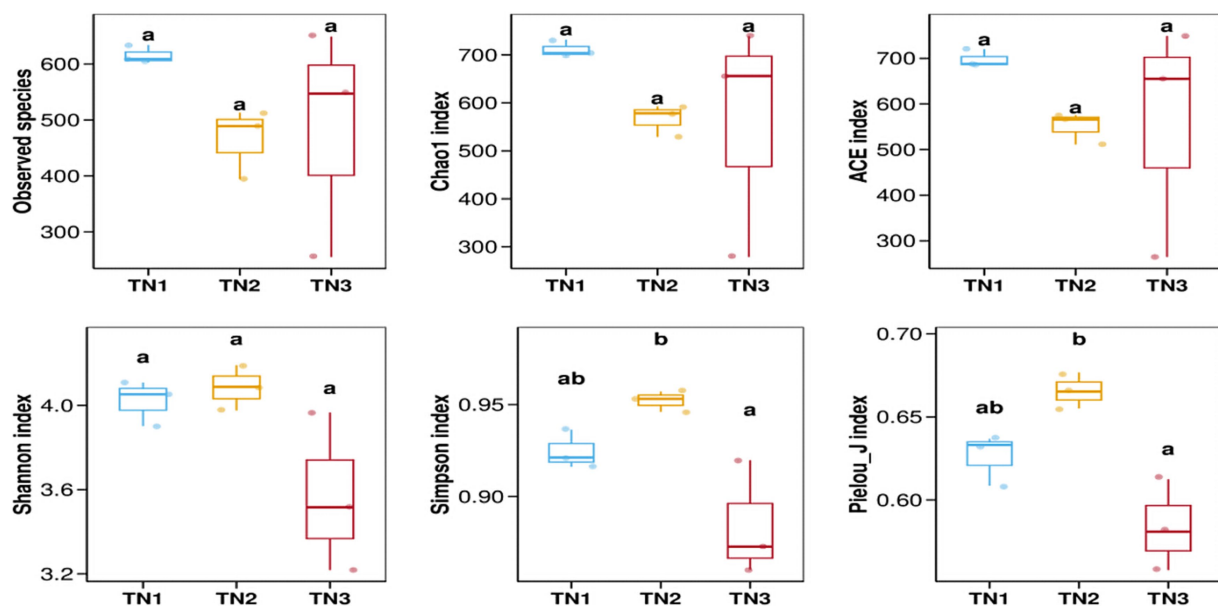 Observed species
600
500
400
300
a
a
a
TN1 TN2 TN3
Chao1 index
700
600
500
400
300
a
a
a
TN1 TN2 TN3
ACE index
700
600
500
400
300
a
a
a
TN1 TN2 TN3
Shannon index
4.0
3.6
3.2
a
a
a
TN1 TN2 TN3
Simpson index
0.95
0.90
ab
b
a
TN1 TN2 TN3
Pielou_J index
0.70
0.65
0.60
ab
b
a
TN1 TN2 TN3